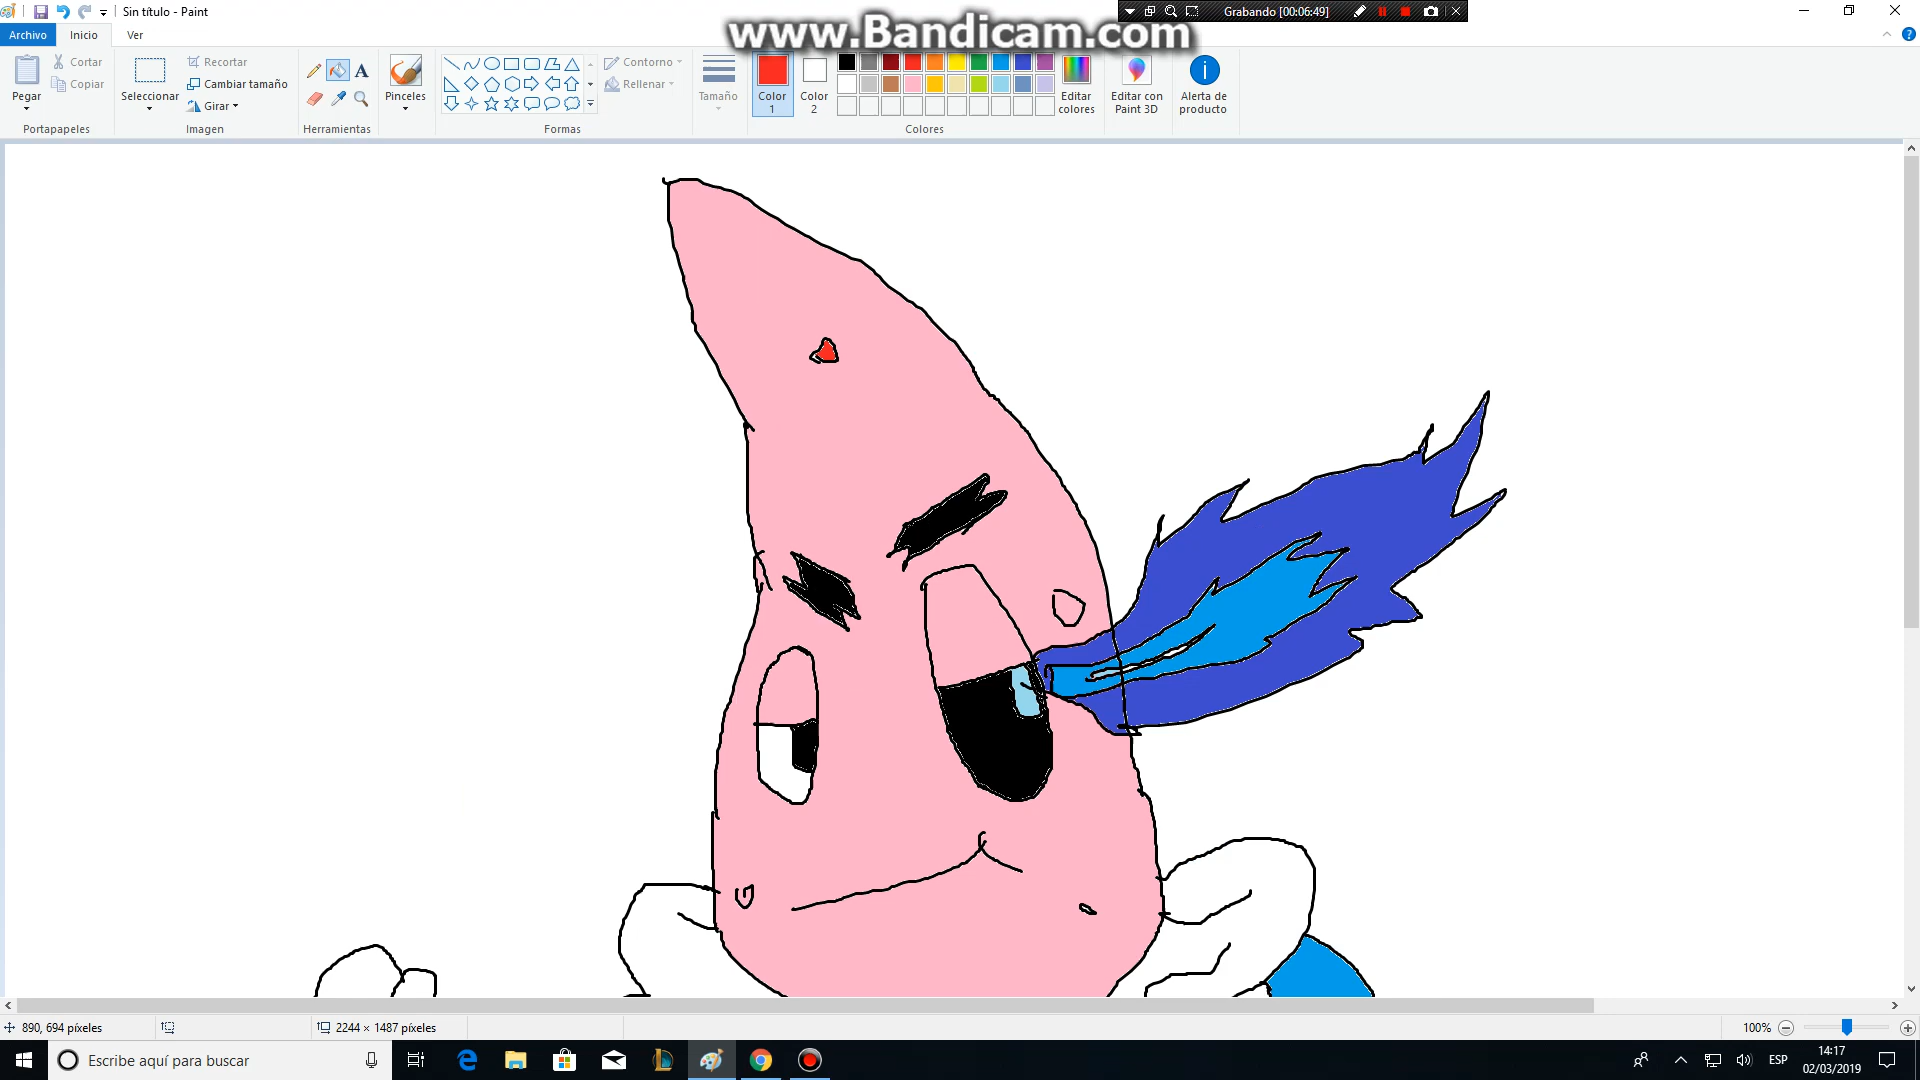 Sin título - Paint
www.Bandicam.com
Grabando [00:06:49]
Archivo
Inicio
Ver
Pegar
Cortar
Copiar
Portapapeles
Seleccionar
Recortar
Cambiar tamaño
Girar
Imagen
A
Herramientas
Pinceles
Contorno
Rellenar
Formas
Tamaño
Color
1
Color
2
Editar
colores
Colores
Editar con
Paint 3D
Alerta de
producto
890, 694 píxeles
2244 × 1487 píxeles
100%
Escribe aquí para buscar
ESP
14:17
02/03/2019